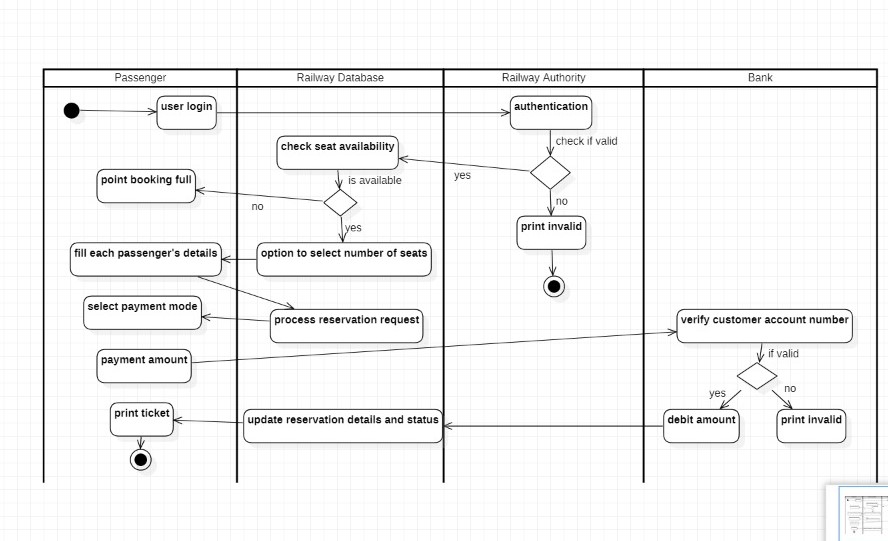 Passenger
Railway Database
Railway Authority
Bank
user login
authentication
check if valid
check seat availability
yes
is available
point booking full
no
no
yes
print invalid
fill each passenger's details
option to select number of seats
select payment mode
process reservation request
verify customer account number
payment amount
if valid
yes
no
print ticket
update reservation details and status
debit amount
print invalid